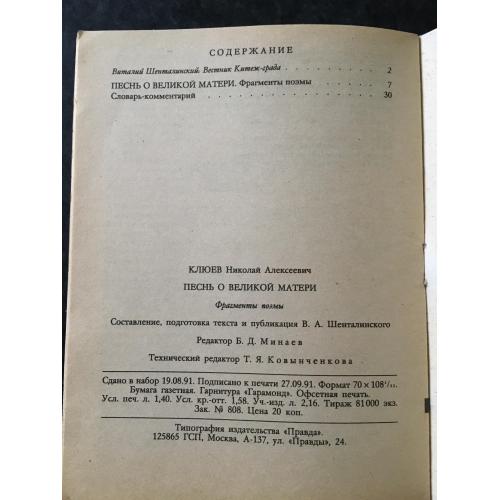 СОДЕРЖАНИЕ
Виталий Шенталинский. Вестник Китеж-града . . . . . . . . . 2
ПЕСНЬ О ВЕЛИКОЙ МАТЕРИ. Фрагменты поэмы . . . . . 7
Словарь-комментарий . . . . . . . . . . . . . . . . . . 30
КЛЮЕВ Николай Алексеевич
ПЕСНЬ О ВЕЛИКОЙ МАТЕРИ
Фрагменты поэмы
Составление, подготовка текста и публикация В. А. Шенталинского
Редактор Б. Д. Минаев
Технический редактор Т. Я. Ковынченкова
Сдано в набор 19.08.91. Подписано к печати 27.09.91. Формат 70 × 108¹/₃₂.
Бумага газетная. Гарнитура «Гарамонд». Офсетная печать.
Усл. печ. л. 1,40. Усл. кр.-отт. 1,58. Уч.-изд. л. 2,16. Тираж 81000 экз.
Зак. № 808. Цена 20 коп.
Типография издательства «Правда».
125865 ГСП, Москва, А-137, ул. «Правды», 24.